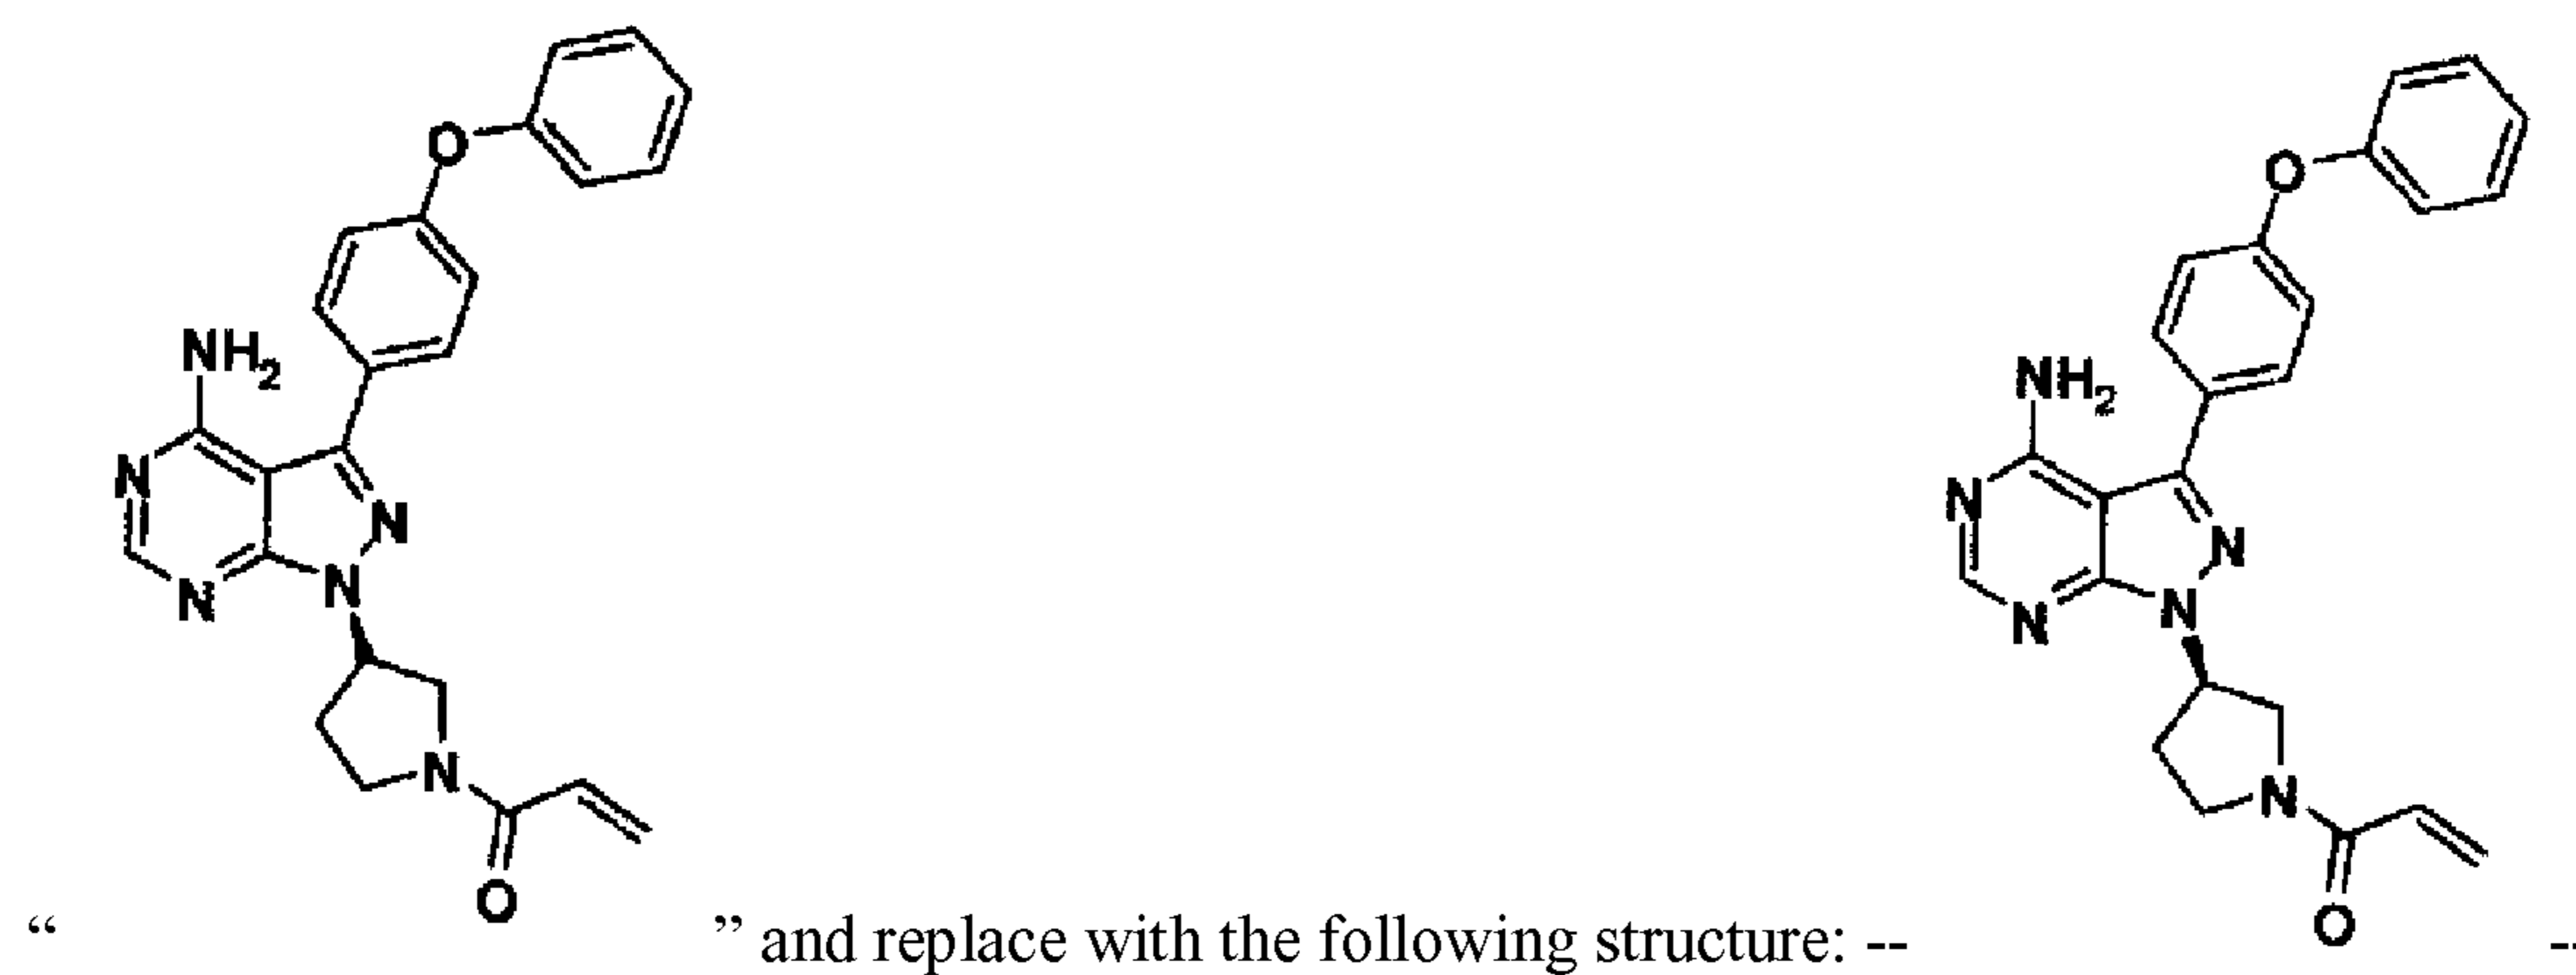 O O
NH₂ NH₂
N N N N
N N N N
N N
“ O ” and replace with the following structure: -- O --